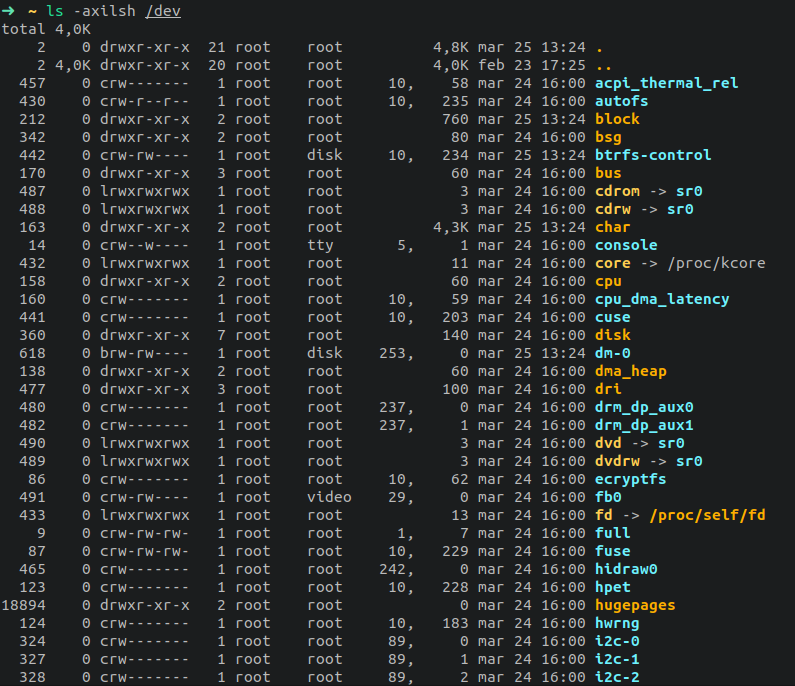 → ~ ls -axilsh /dev
total 4,0K
    2    0 drwxr-xr-x  21 root    root          4,8K mar 25 13:24 .
    2 4,0K drwxr-xr-x  20 root    root          4,0K feb 23 17:25 ..
  457    0 crw-------   1 root    root     10,    58 mar 24 16:00 acpi_thermal_rel
  430    0 crw-r--r--   1 root    root     10,   235 mar 24 16:00 autofs
  212    0 drwxr-xr-x   2 root    root           760 mar 25 13:24 block
  342    0 drwxr-xr-x   2 root    root            80 mar 24 16:00 bsg
  442    0 crw-rw----   1 root    disk     10,   234 mar 25 13:24 btrfs-control
  170    0 drwxr-xr-x   3 root    root            60 mar 24 16:00 bus
  487    0 lrwxrwxrwx   1 root    root             3 mar 24 16:00 cdrom -> sr0
  488    0 lrwxrwxrwx   1 root    root             3 mar 24 16:00 cdrw -> sr0
  163    0 drwxr-xr-x   2 root    root          4,3K mar 25 13:24 char
   14    0 crw--w----   1 root    tty       5,     1 mar 24 16:00 console
  432    0 lrwxrwxrwx   1 root    root            11 mar 24 16:00 core -> /proc/kcore
  158    0 drwxr-xr-x   2 root    root            60 mar 24 16:00 cpu
  160    0 crw-------   1 root    root     10,    59 mar 24 16:00 cpu_dma_latency
  441    0 crw-------   1 root    root     10,   203 mar 24 16:00 cuse
  360    0 drwxr-xr-x   7 root    root           140 mar 24 16:00 disk
  618    0 brw-rw----   1 root    disk    253,     0 mar 25 13:24 dm-0
  138    0 drwxr-xr-x   2 root    root            60 mar 24 16:00 dma_heap
  477    0 drwxr-xr-x   3 root    root           100 mar 24 16:00 dri
  480    0 crw-------   1 root    root    237,     0 mar 24 16:00 drm_dp_aux0
  482    0 crw-------   1 root    root    237,     1 mar 24 16:00 drm_dp_aux1
  490    0 lrwxrwxrwx   1 root    root             3 mar 24 16:00 dvd -> sr0
  489    0 lrwxrwxrwx   1 root    root             3 mar 24 16:00 dvdrw -> sr0
   86    0 crw-------   1 root    root     10,    62 mar 24 16:00 ecryptfs
  491    0 crw-rw----   1 root    video    29,     0 mar 24 16:00 fb0
  433    0 lrwxrwxrwx   1 root    root            13 mar 24 16:00 fd -> /proc/self/fd
    9    0 crw-rw-rw-   1 root    root      1,     7 mar 24 16:00 full
   87    0 crw-rw-rw-   1 root    root     10,   229 mar 24 16:00 fuse
  465    0 crw-------   1 root    root    242,     0 mar 24 16:00 hidraw0
  123    0 crw-------   1 root    root     10,   228 mar 24 16:00 hpet
18894    0 drwxr-xr-x   2 root    root             0 mar 24 16:00 hugepages
  124    0 crw-------   1 root    root     10,   183 mar 24 16:00 hwrng
  324    0 crw-------   1 root    root     89,     0 mar 24 16:00 i2c-0
  327    0 crw-------   1 root    root     89,     1 mar 24 16:00 i2c-1
  328    0 crw-------   1 root    root     89,     2 mar 24 16:00 i2c-2